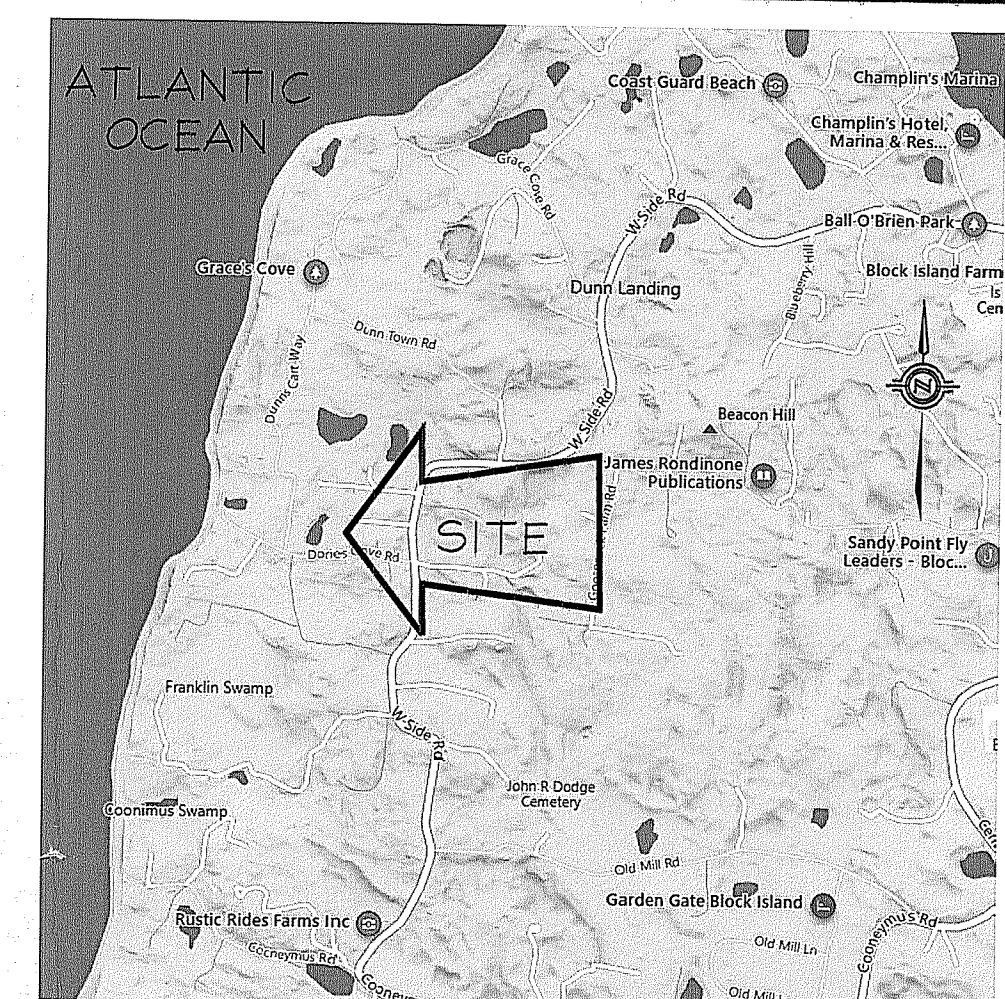 ATLANTIC
OCEAN
Coast Guard Beach
Champlin's Marina
Champlin's Hotel,
Marina & Res...
Grace Cove Rd
W Side Rd
Ball O'Brien Park
Grace's Cove
Block Island Farm
Is
Cen
Dunn Landing
Blueberry Hill
Dunn Town Rd
Dunns Cart Way
N
W Side Rd
Beacon Hill
James Rondinone
Publications
SITE
Sandy Point Fly
Leaders - Bloc...
Franklin Swamp
W Side Rd
John R Dodge
Cemetery
Coonimus Swamp
Old Mill Rd
Garden Gate Block Island
Rustic Rides Farms Inc
Cooneymus Rd
Cooneymus Rd
Old Mill Ln